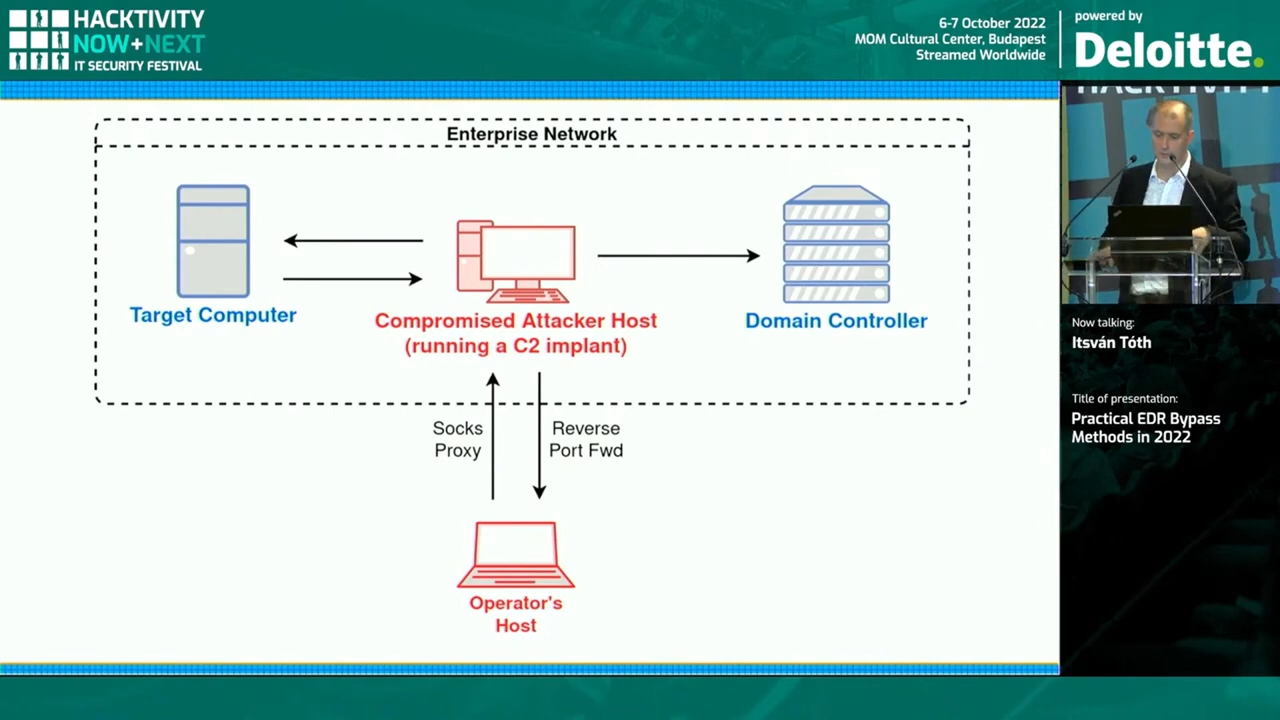 HACKTIVITY
NOW+NEXT
IT SECURITY FESTIVAL
6-7 October 2022
MOM Cultural Center, Budapest
Streamed Worldwide
powered by
Deloitte.
Enterprise Network
Target Computer
Compromised Attacker Host
(running a C2 implant)
Domain Controller
Socks
Proxy
Reverse
Port Fwd
Operator's
Host
HACKTIVITY
Now talking:
Itsván Tóth
Title of presentation:
Practical EDR Bypass
Methods in 2022